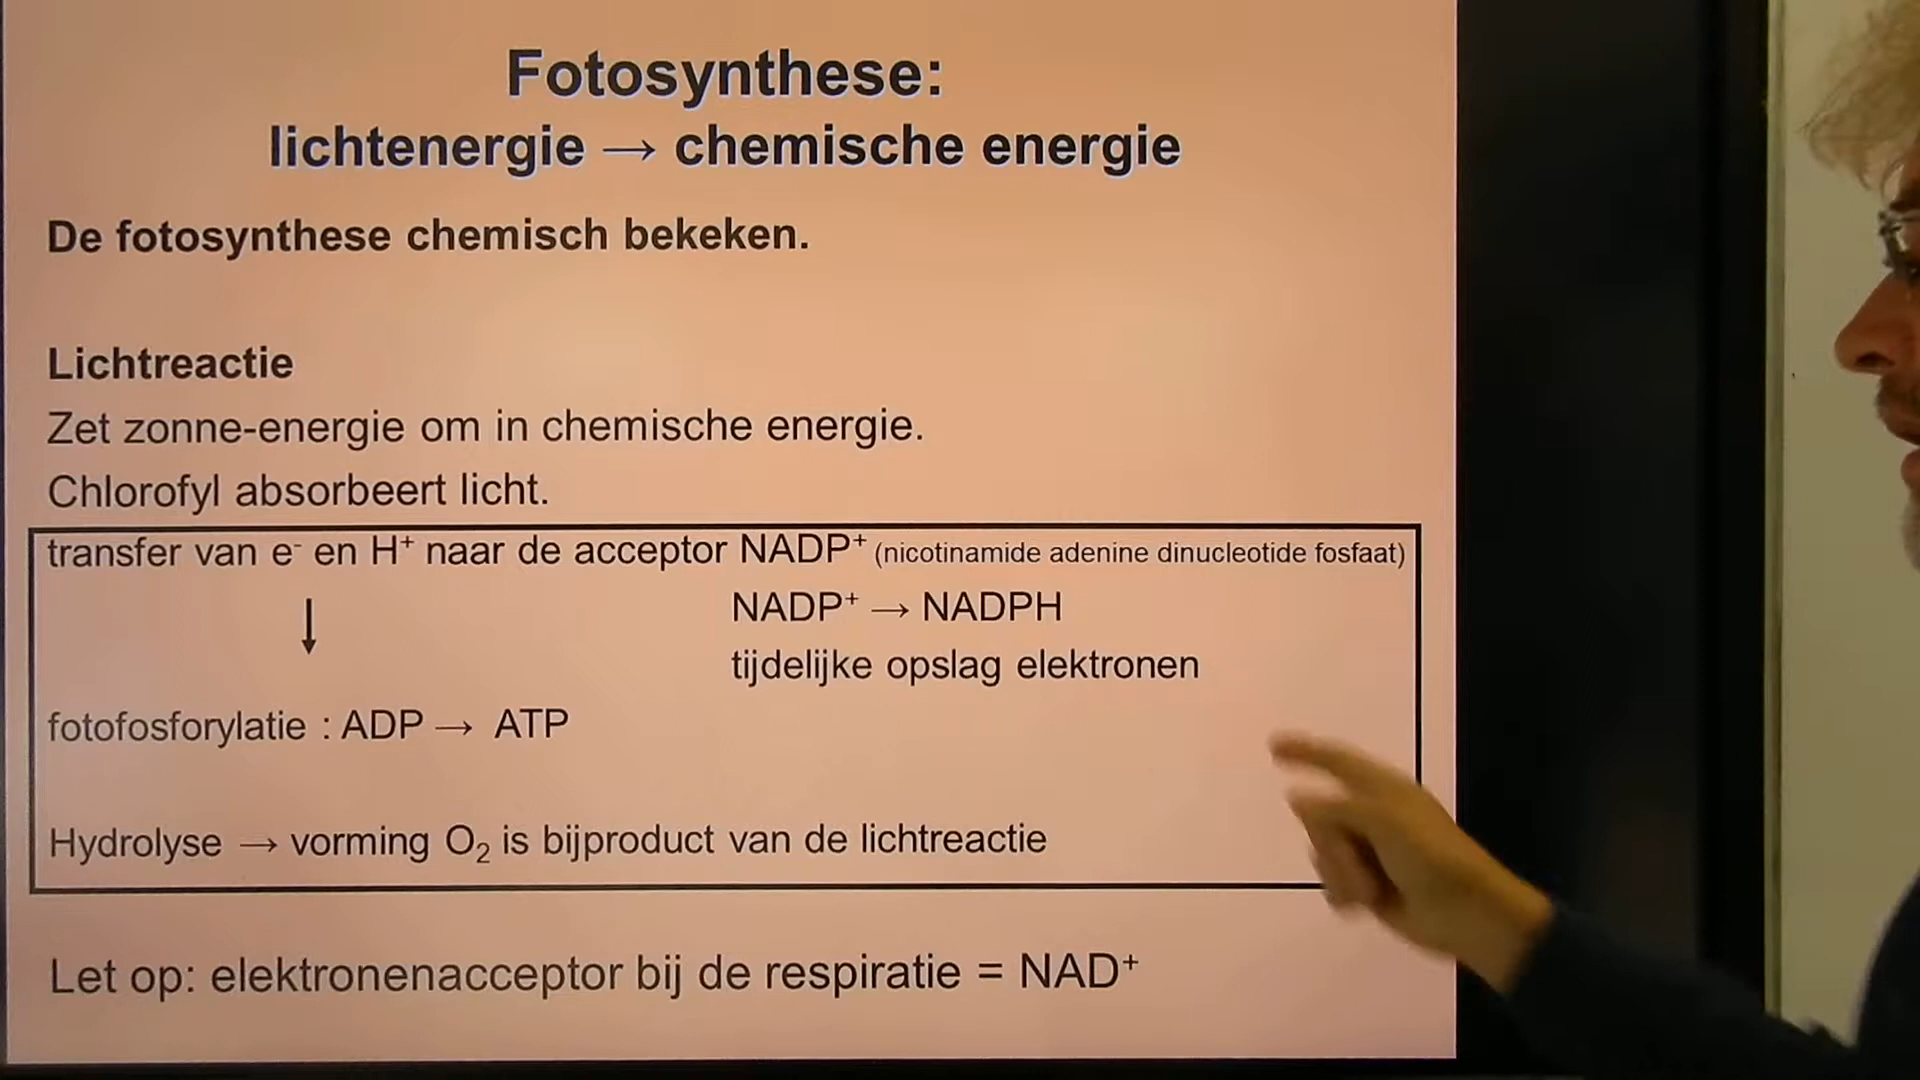 Fotosynthese:
lichtenergie → chemische energie
De fotosynthese chemisch bekeken.
Lichtreactie
Zet zonne-energie om in chemische energie.
Chlorofyl absorbeert licht.
transfer van e⁻ en H⁺ naar de acceptor NADP⁺ (nicotinamide adenine dinucleotide fosfaat)
NADP⁺ → NADPH
tijdelijke opslag elektronen
fotofosforylatie : ADP → ATP
Hydrolyse → vorming O₂ is bijproduct van de lichtreactie
Let op: elektronenacceptor bij de respiratie = NAD⁺